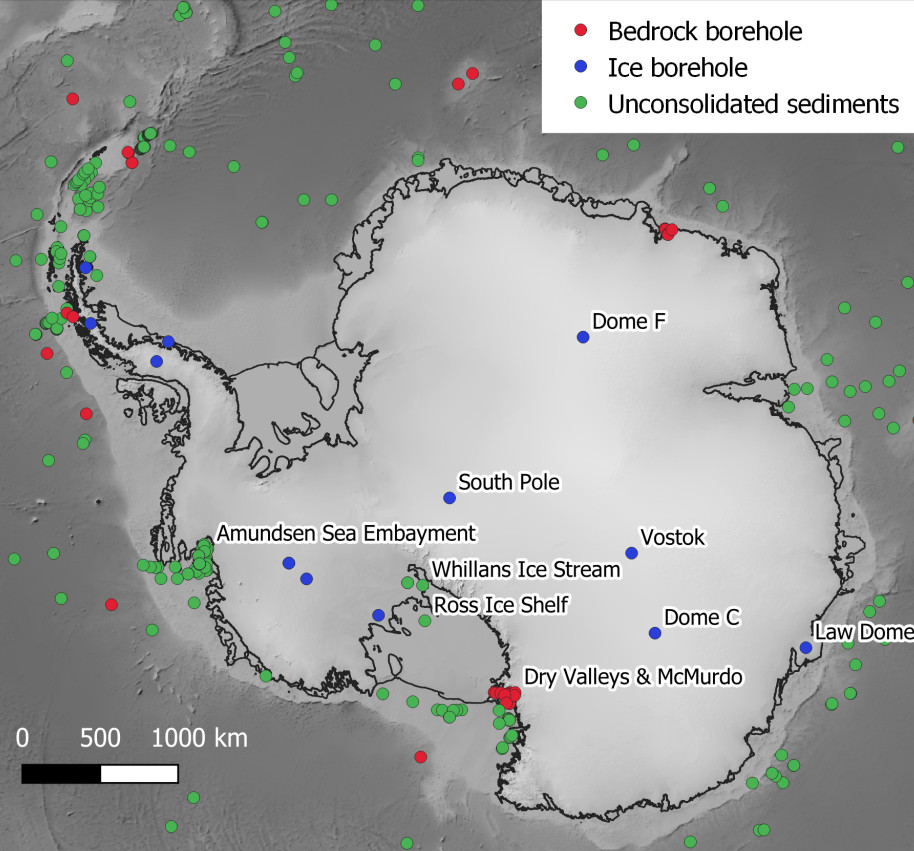 Bedrock borehole
Ice borehole
Unconsolidated sediments
Dome F
South Pole
Amundsen Sea Embayment
Vostok
Whillans Ice Stream
Ross Ice Shelf
Dome C
Law Dome
Dry Valleys & McMurdo
0 500 1000 km